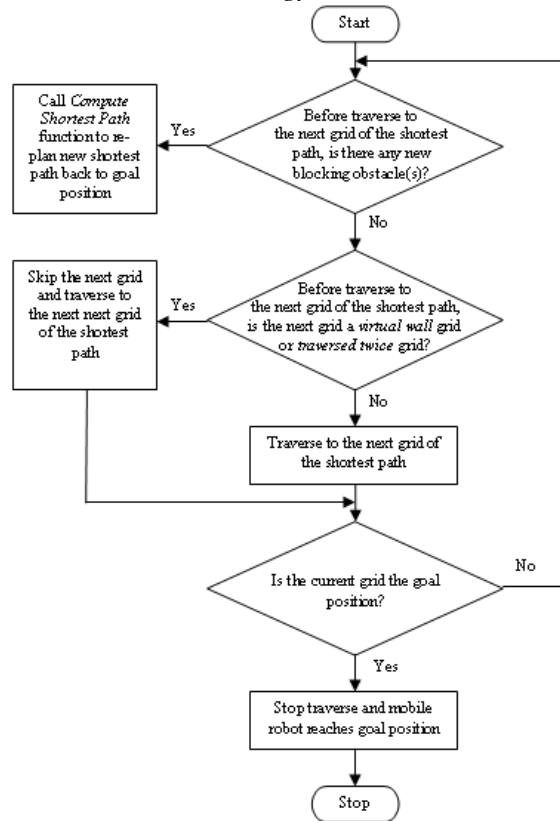 Start
Before traverse to
the next grid of the shortest
path, is there any new
blocking obstacle(s)?
Yes
Call Compute
Shortest Path
function to re-
plan new shortest
path back to goal
position
No
Before traverse to
the next grid of the shortest path,
is the next grid a virtual wall grid
or traversed twice grid?
Yes
Skip the next grid
and traverse to
the next next grid
of the shortest
path
No
Traverse to the next grid of
the shortest path
Is the current grid the goal
position?
No
Yes
Stop traverse and mobile
robot reaches goal position
Stop